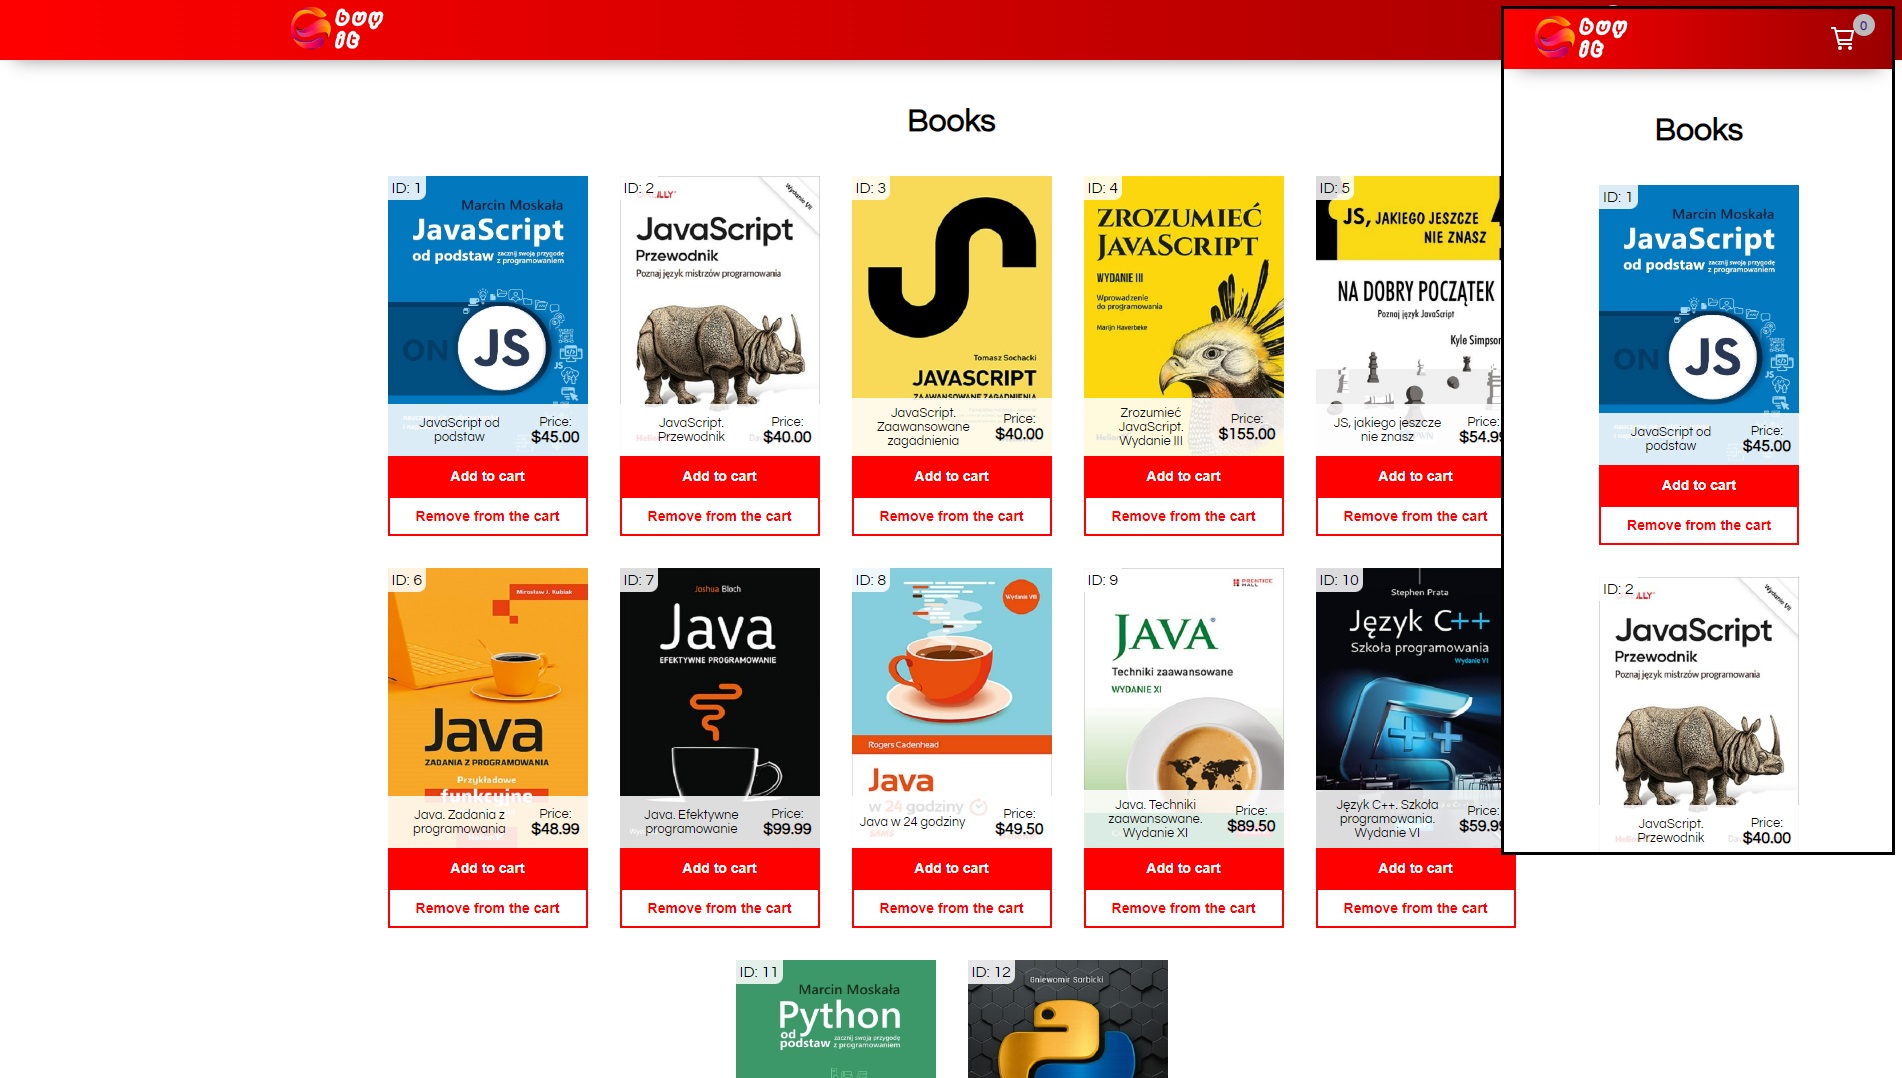 buy
it
Books
ID: 1
Marcin Moskała
JavaScript
od podstaw zacznij swoją przygodę
z programowaniem
ON JS
JavaScript od
podstaw
Price:
$45.00
Add to cart
Remove from the cart
ID: 2
Wydanie VII
JavaScript
Przewodnik
Poznaj język mistrzów programowania
JavaScript.
Przewodnik
Price:
$40.00
Add to cart
Remove from the cart
ID: 3
Tomasz Sochacki
JAVASCRIPT
ZAAWANSOWANE ZAGADNIENIA
JavaScript.
Zaawansowane
zagadnienia
Price:
$40.00
Add to cart
Remove from the cart
ID: 4
ZROZUMIEĆ
JAVASCRIPT
WYDANIE III
Wprowadzenie
do programowania
Marijn Haverbeke
Zrozumieć
JavaScript.
Wydanie III
Price:
$155.00
Add to cart
Remove from the cart
ID: 5
JS, JAKIEGO JESZCZE
NIE ZNASZ
NA DOBRY POCZĄTEK
Poznaj język JavaScript
Kyle Simpson
JS, jakiego jeszcze
nie znasz
Price:
$54.99
Add to cart
Remove from the cart
ID: 6
Mirosław J. Kubiak
Java
ZADANIA Z PROGRAMOWANIA
Przykładowe
funkcyjne
Java. Zadania z
programowania
Price:
$48.99
Add to cart
Remove from the cart
ID: 7
Joshua Bloch
Java
EFEKTYWNE PROGRAMOWANIE
Java. Efektywne
programowanie
Price:
$99.99
Add to cart
Remove from the cart
ID: 8
Wydanie VIII
Rogers Cadenhead
Java
w 24 godziny
SAMS
Java w 24 godziny
Price:
$49.50
Add to cart
Remove from the cart
ID: 9
PRENTICE
HALL
JAVA®
Techniki zaawansowane
WYDANIE XI
Java. Techniki
zaawansowane.
Wydanie XI
Price:
$89.50
Add to cart
Remove from the cart
ID: 10
Stephen Prata
Język C++
Szkoła programowania
Wydanie VI
Język C++. Szkoła
programowania.
Wydanie VI
Price:
$59.99
Add to cart
Remove from the cart
ID: 11
Marcin Moskała
Python
od
podstaw zacznij swoją przygodę
z programowaniem
ID: 12
Gniewomir Sarbicki
buy
it
0
Books
ID: 1
Marcin Moskała
JavaScript
od podstaw zacznij swoją przygodę
z programowaniem
ON JS
JavaScript od
podstaw
Price:
$45.00
Add to cart
Remove from the cart
ID: 2
Wydanie VII
JavaScript
Przewodnik
Poznaj język mistrzów programowania
JavaScript.
Przewodnik
Price:
$40.00